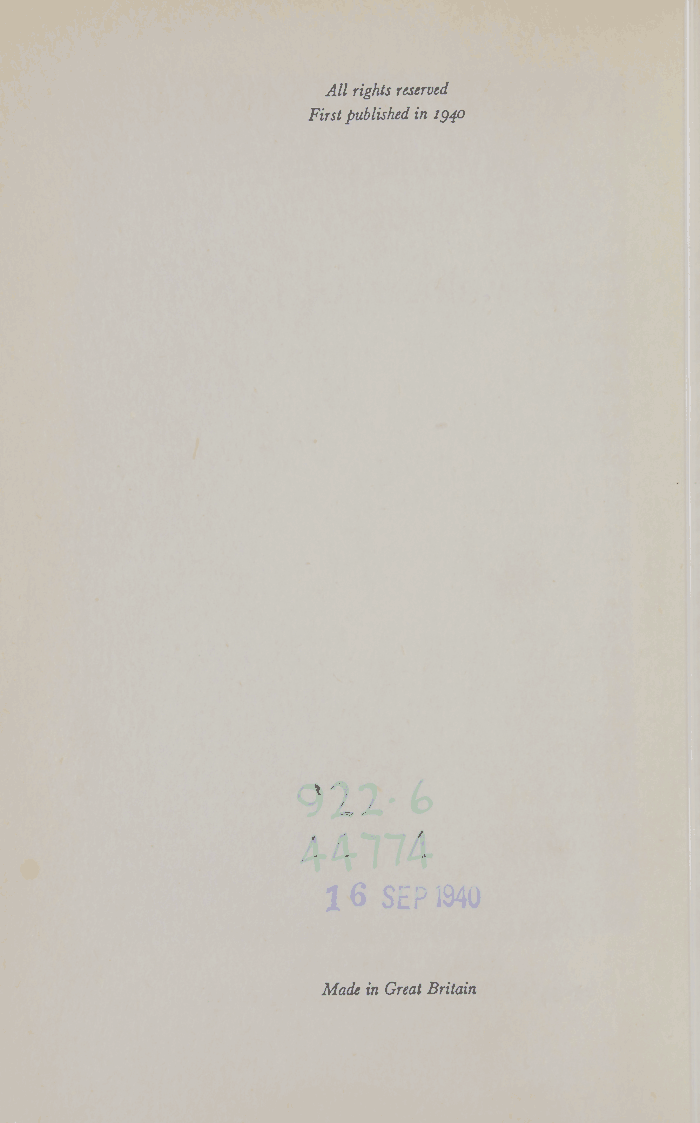 All rights reserved
First published in 1940
922.6
44774
16 SEP 1940
Made in Great Britain